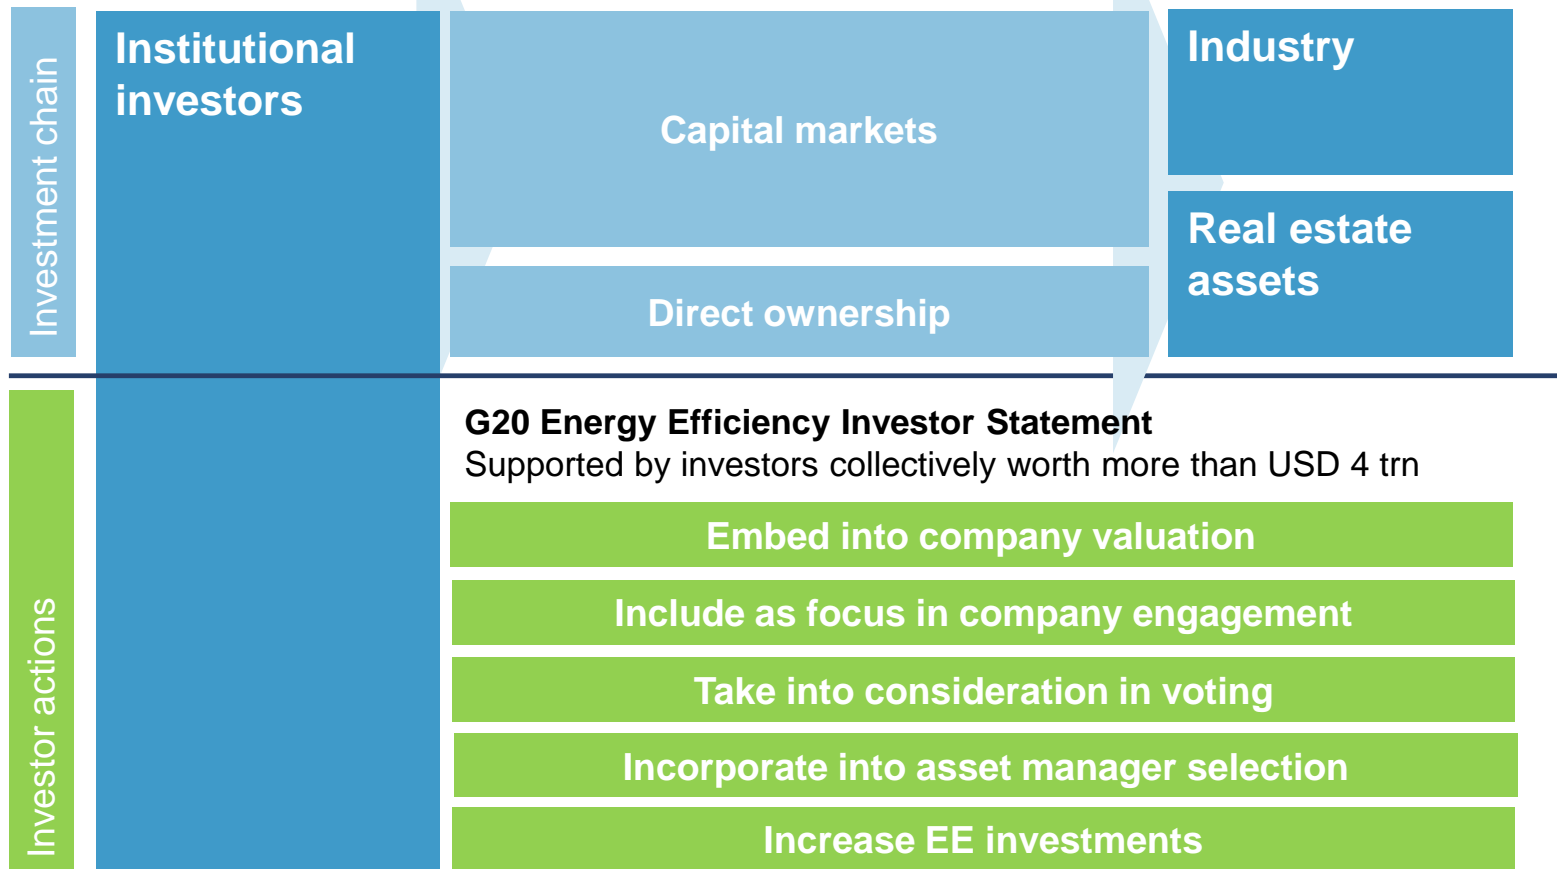 Investment chain
Institutional
investors
Capital markets
Direct ownership
Industry
Real estate
assets
Investor actions
G20 Energy Efficiency Investor Statement
Supported by investors collectively worth more than USD 4 trn
Embed into company valuation
Include as focus in company engagement
Take into consideration in voting
Incorporate into asset manager selection
Increase EE investments